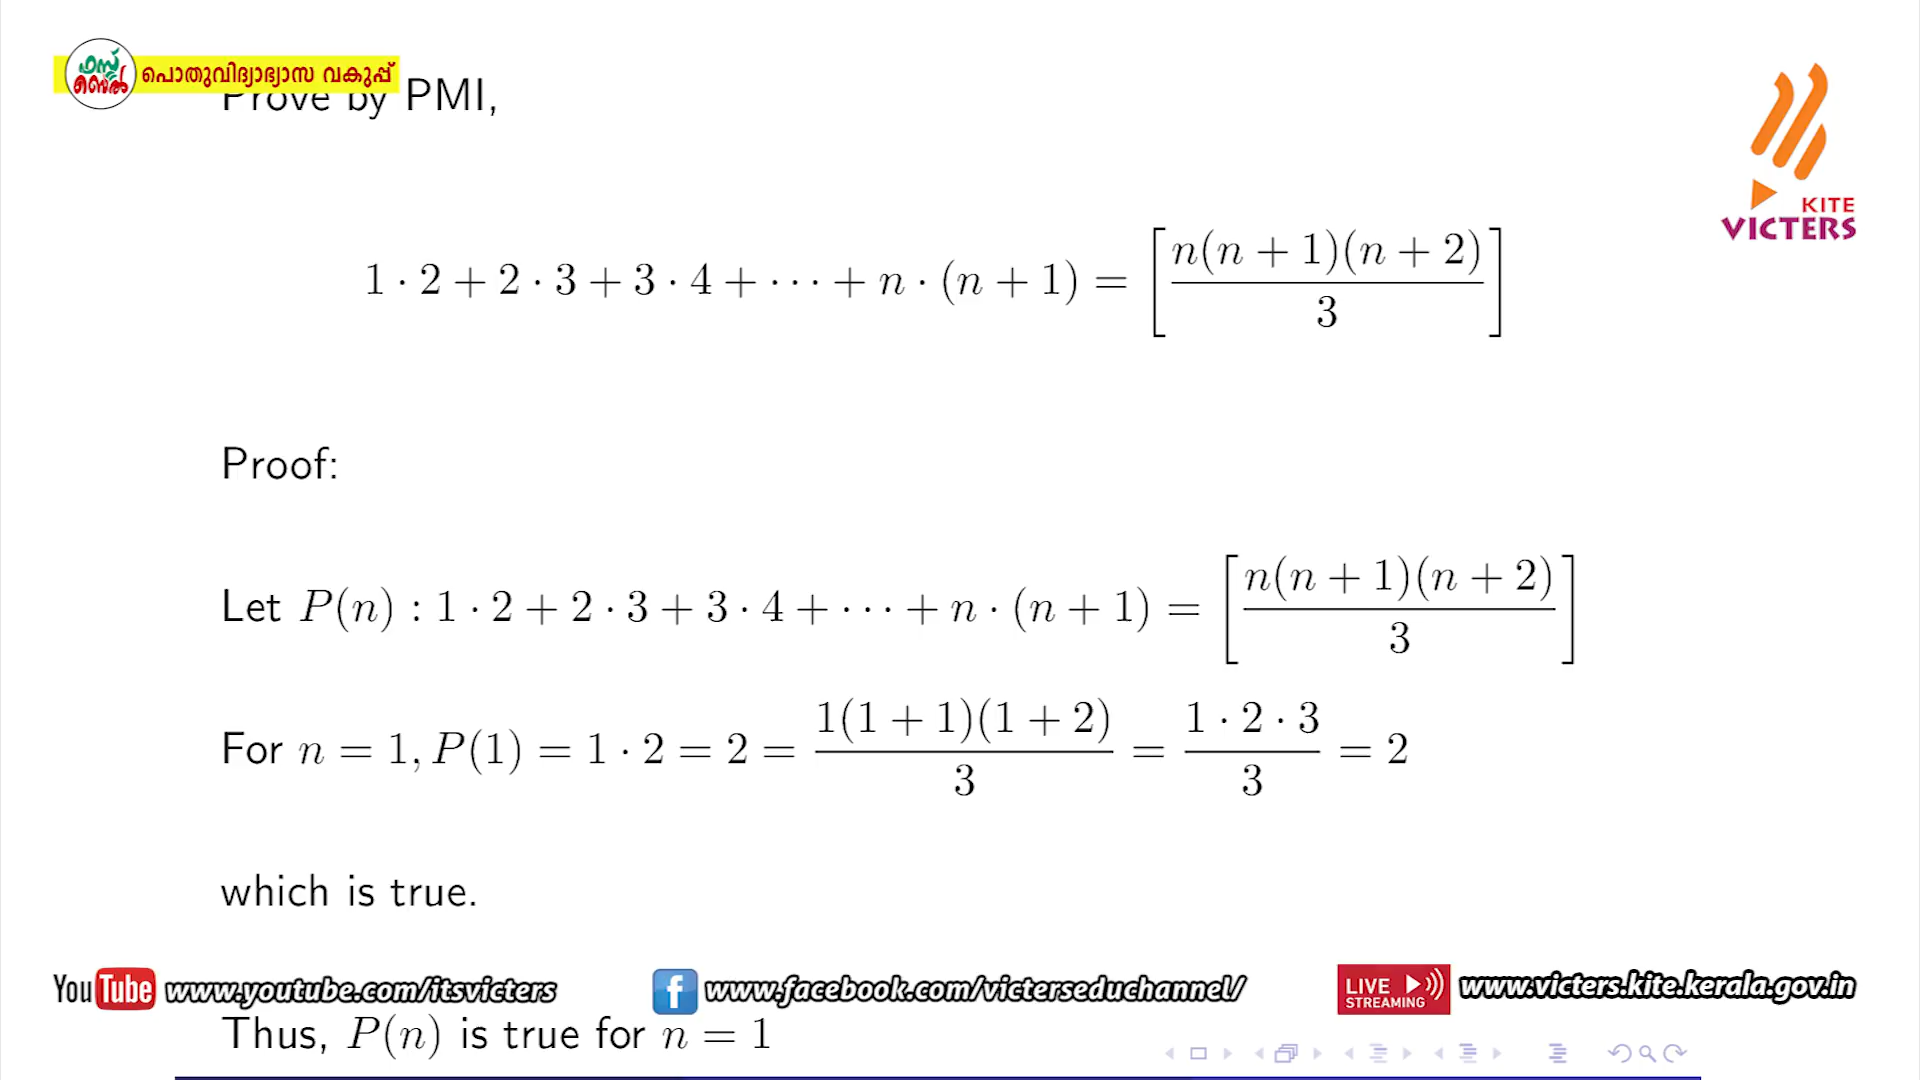 ഫസ്റ്റ് ബെൽ
പൊതുവിദ്യാഭ്യാസ വകുപ്പ്
Prove by PMI,
KITE
VICTERS
1 · 2 + 2 · 3 + 3 · 4 + · · · + n · (n + 1) = [n(n + 1)(n + 2) / 3]
Proof:
Let P(n) : 1 · 2 + 2 · 3 + 3 · 4 + · · · + n · (n + 1) = [n(n + 1)(n + 2) / 3]
For n = 1, P(1) = 1 · 2 = 2 = 1(1 + 1)(1 + 2) / 3 = 1 · 2 · 3 / 3 = 2
which is true.
YouTube www.youtube.com/itsvicters
f www.facebook.com/victerseduchannel/
LIVE STREAMING www.victers.kite.kerala.gov.in
Thus, P(n) is true for n = 1